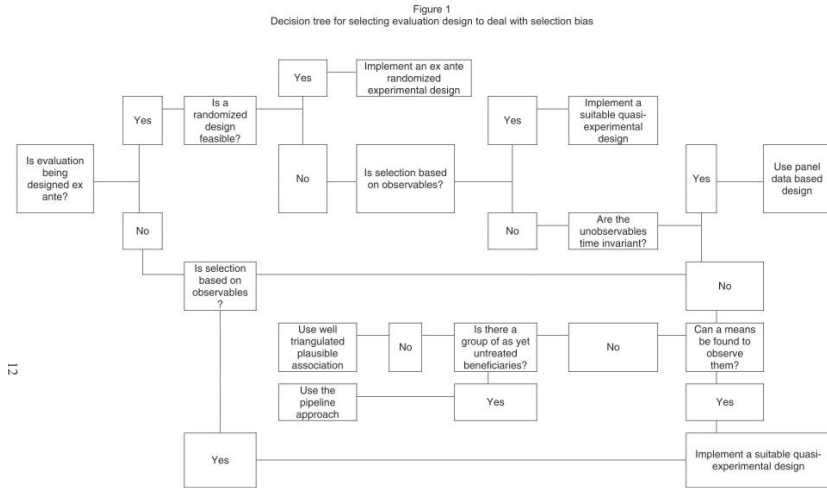 Figure 1
Decision tree for selecting evaluation design to deal with selection bias
Yes
Implement an ex ante
randomized
experimental design
Yes
Is a
randomized
design
feasible?
Yes
Implement a
suitable quasi-
experimental
design
Is evaluation
being
designed ex
ante?
No
Is selection based
on observables?
Yes
Use panel
data based
design
No
No
Are the
unobservables
time invariant?
Is selection
based on
observables
?
No
Use well
triangulated
plausible
association
No
Is there a
group of as yet
untreated
beneficiaries?
No
Can a means
be found to
observe
them?
Use the
pipeline
approach
Yes
Yes
Yes
Implement a suitable quasi-
experimental design
12